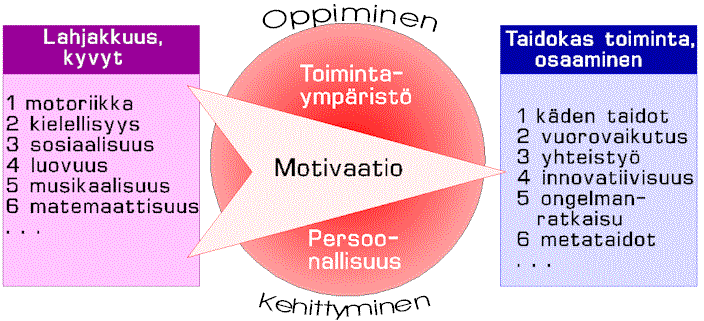 Oppiminen
Lahjakkuus,
kyvyt
1 motoriikka
2 kielellisyys
3 sosiaalisuus
4 luovuus
5 musikaalisuus
6 matemaattisuus
. . .
Toiminta-
ympäristö
Motivaatio
Persoo-
nallisuus
Kehittyminen
Taidokas toiminta,
osaaminen
1 käden taidot
2 vuorovaikutus
3 yhteistyö
4 innovatiivisuus
5 ongelman-
ratkaisu
6 metataidot
. . .